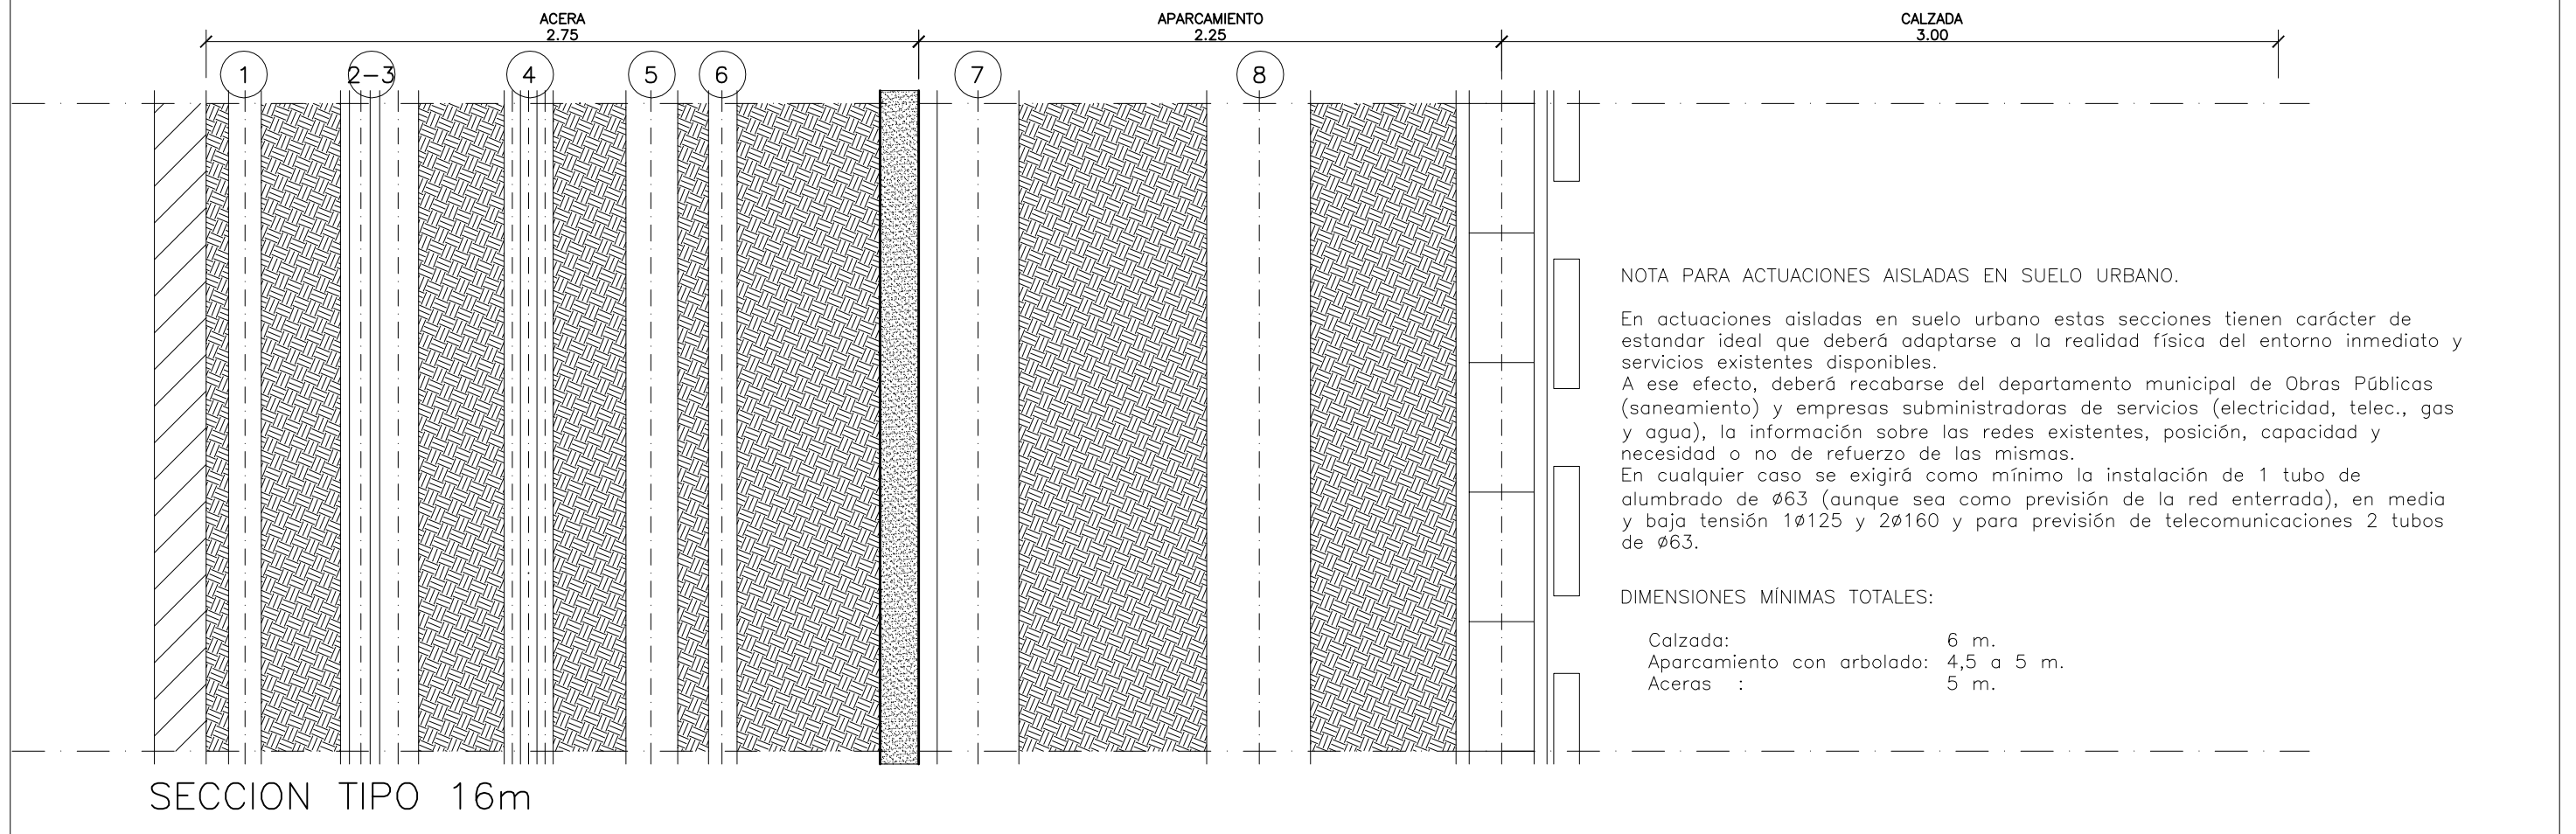 ACERA
2.75
APARCAMIENTO
2.25
CALZADA
3.00
1
2-3
4
5
6
7
8
NOTA PARA ACTUACIONES AISLADAS EN SUELO URBANO.
En actuaciones aisladas en suelo urbano estas secciones tienen carácter de
estandar ideal que deberá adaptarse a la realidad física del entorno inmediato y
servicios existentes disponibles.
A ese efecto, deberá recabarse del departamento municipal de Obras Públicas
(saneamiento) y empresas subministradoras de servicios (electricidad, telec., gas
y agua), la información sobre las redes existentes, posición, capacidad y
necesidad o no de refuerzo de las mismas.
En cualquier caso se exigirá como mínimo la instalación de 1 tubo de
alumbrado de ø63 (aunque sea como previsión de la red enterrada), en media
y baja tensión 1ø125 y 2ø160 y para previsión de telecomunicaciones 2 tubos
de ø63.
DIMENSIONES MÍNIMAS TOTALES:
Calzada: 6 m.
Aparcamiento con arbolado: 4,5 a 5 m.
Aceras : 5 m.
SECCION TIPO 16m